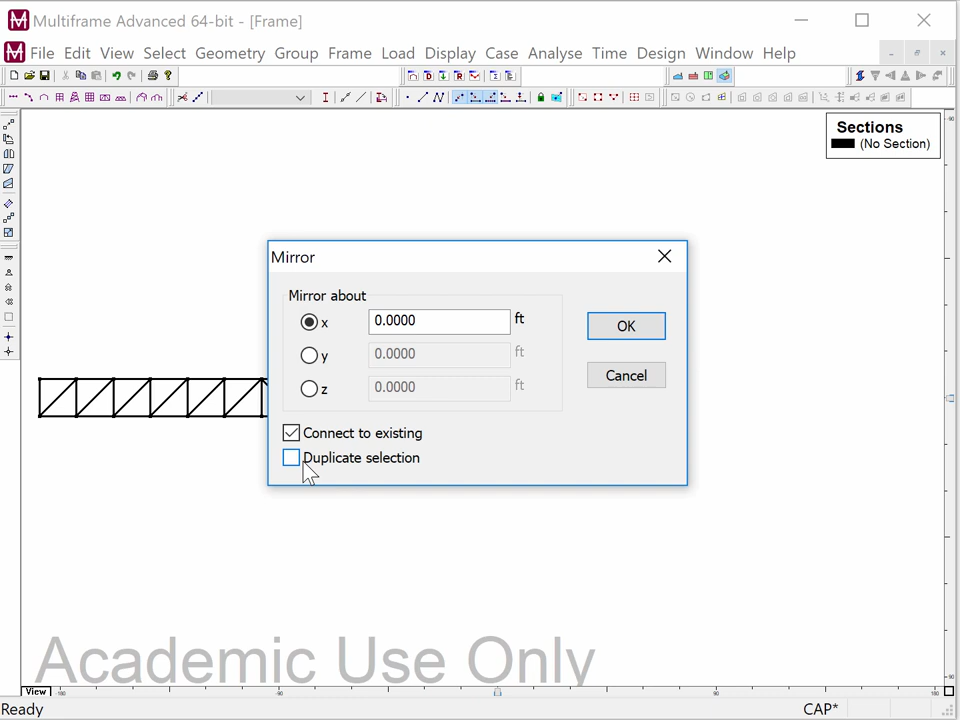 Multiframe Advanced 64-bit - [Frame]
File Edit View Select Geometry Group Frame Load Display Case Analyse Time Design Window Help
Sections
(No Section)
Mirror
Mirror about
x 0.0000 ft
OK
y 0.0000 ft
z 0.0000 ft
Cancel
Connect to existing
Duplicate selection
Academic Use Only
View
-90
90
Ready
CAP*